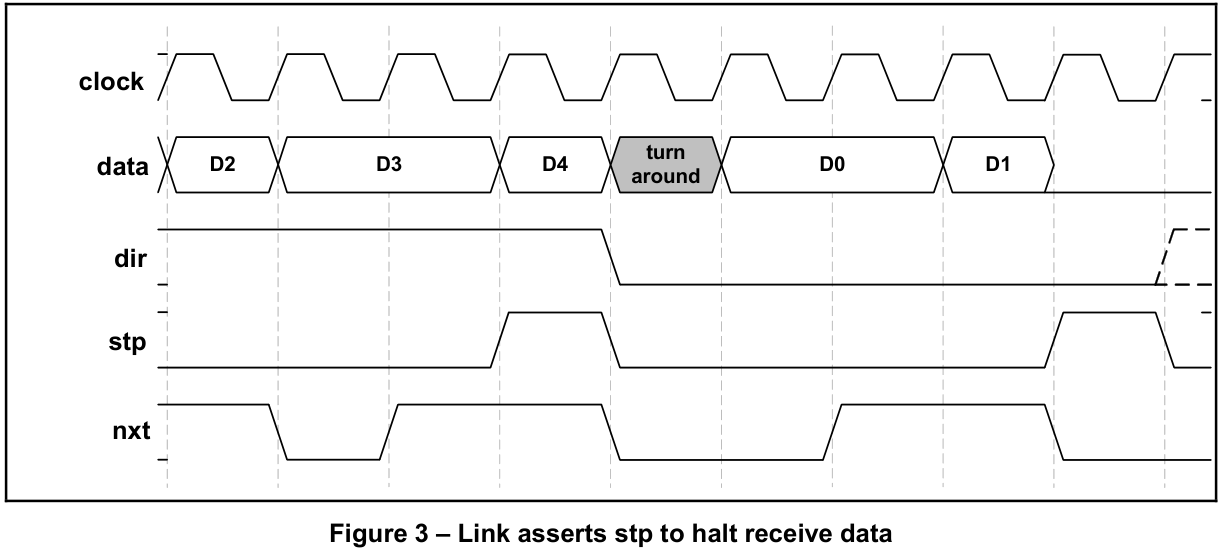 clock
data
D2
D3
D4
turn
around
D0
D1
dir
stp
nxt
Figure 3 – Link asserts stp to halt receive data